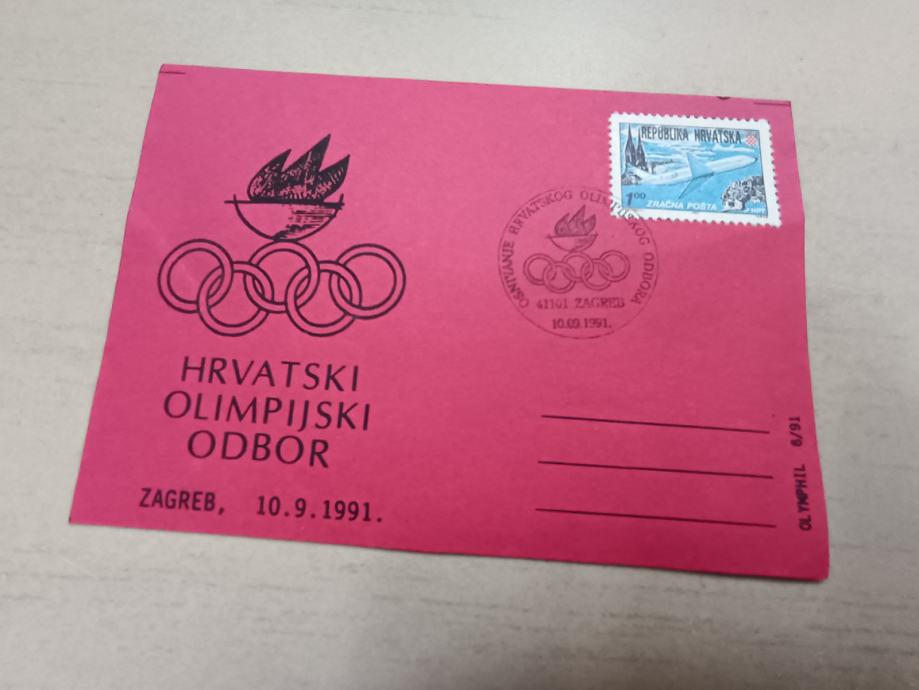 REPUBLIKA HRVATSKA
1.00
ZRAČNA POŠTA
HPT
OSNIVANJE HRVATSKOG OLIMPIJSKOG ODBORA
41101 ZAGREB
10.09.1991.
HRVATSKI
OLIMPIJSKI
ODBOR
ZAGREB, 10.9.1991.
OLYMPHIL 6/91